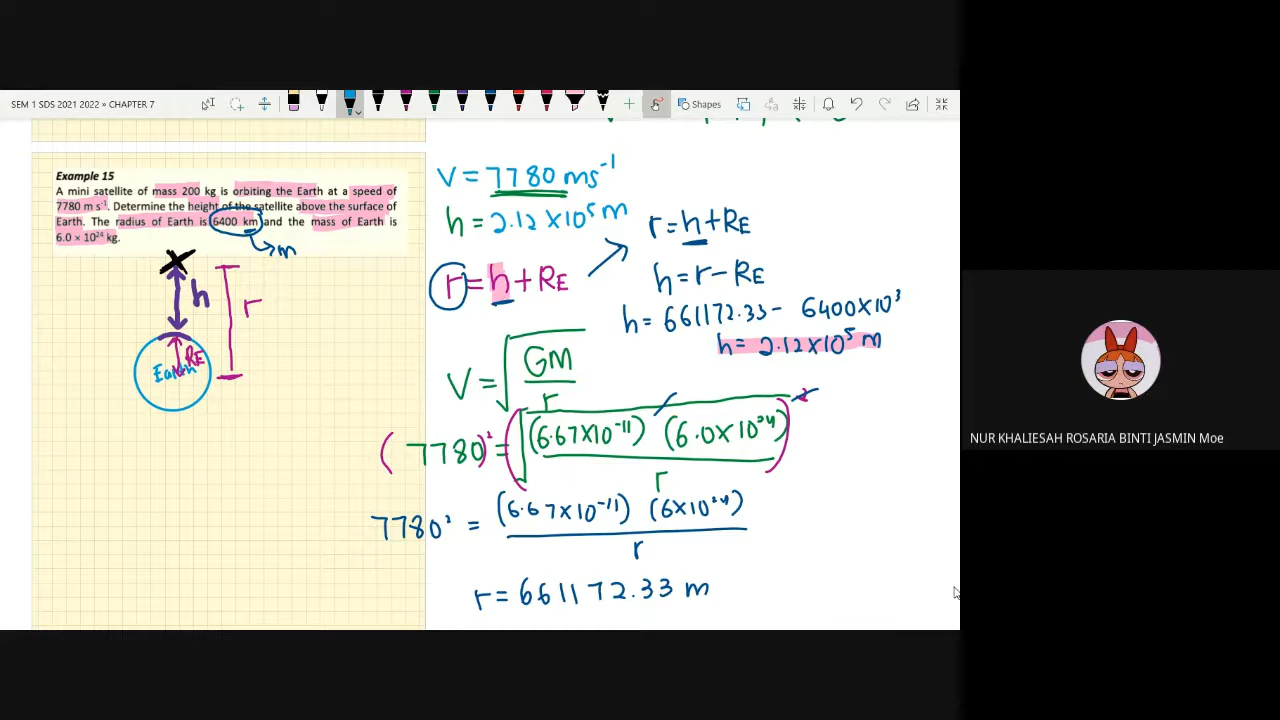 SEM 1 SDS 2021 2022 » CHAPTER 7
Shapes
Example 15
A mini satellite of mass 200 kg is orbiting the Earth at a speed of
7780 m s⁻¹. Determine the height of the satellite above the surface of
Earth. The radius of Earth is 6400 km and the mass of Earth is
6.0 × 10²⁴ kg.
→ m
h
r
RE
Earth
V = 7780 ms⁻¹
h = 2.12 × 10⁵ m
r = h + RE
r = h + RE
h = r − RE
h = 661172.33 − 6400×10³
h = 2.12×10⁵ m
V = √(GM/r)
(7780)² = (√((6.67×10⁻¹¹) (6.0×10²⁴)/r))²
7780² = (6.67×10⁻¹¹) (6×10²⁴)/r
r = 661172.33 m
NUR KHALIESAH ROSARIA BINTI JASMIN Moe